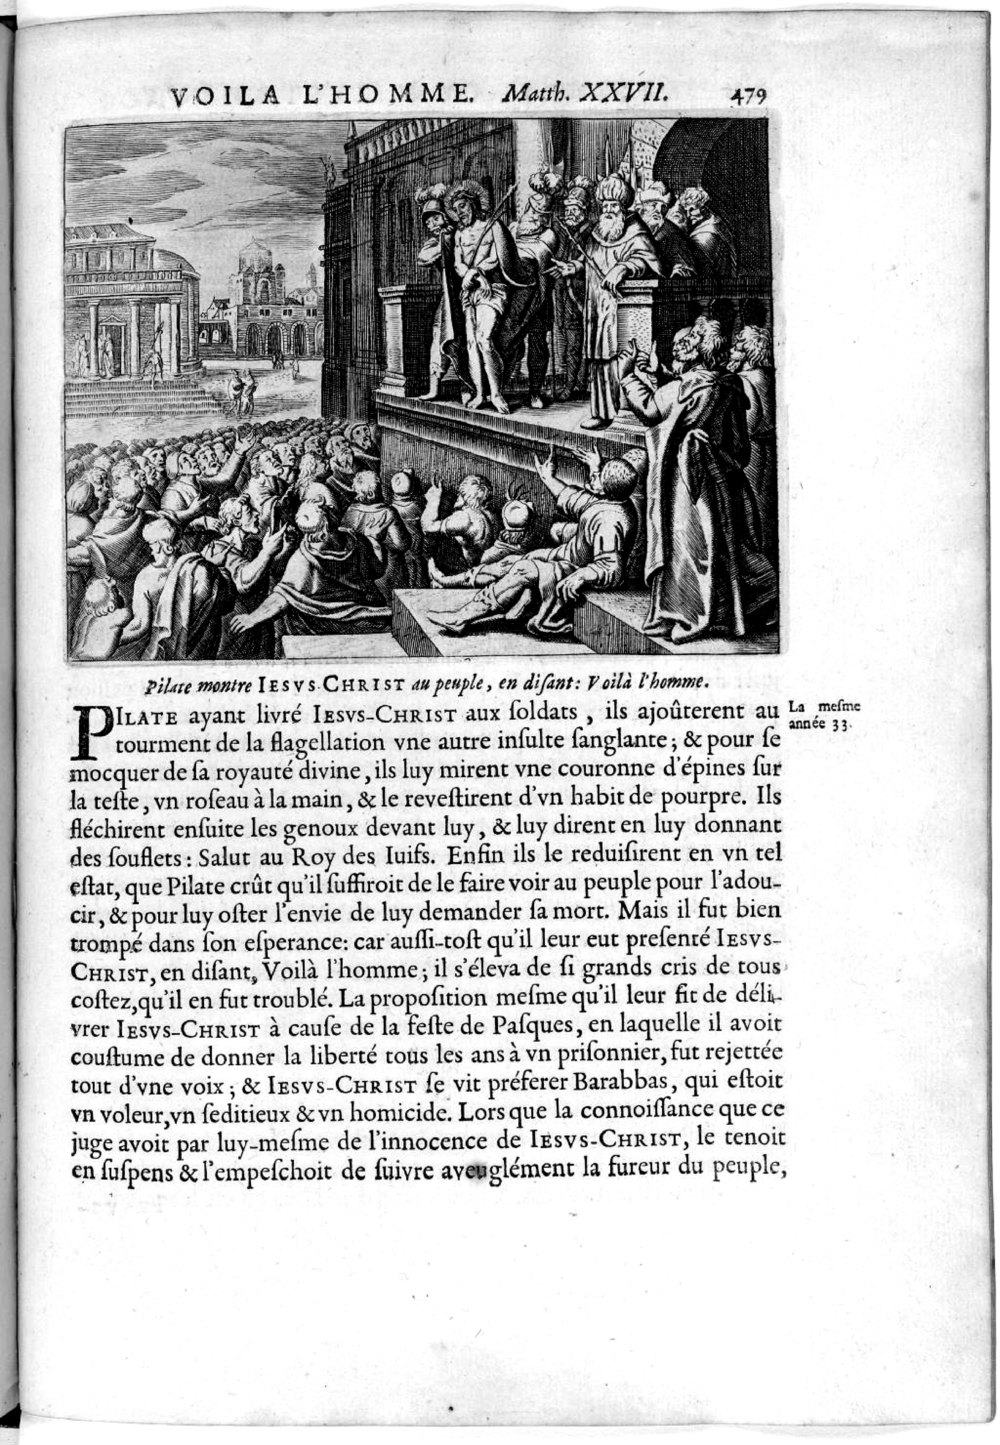 VOILA L'HOMME. Matth. XXVII. 479
Pilate montre IESVS-CHRIST au peuple, en diſant: Voilà l'homme.
PILATE ayant livré IESVS-CHRIST aux ſoldats, ils ajoûterent au
La meſme
année 33.
tourment de la flagellation vne autre inſulte ſanglante; & pour ſe
mocquer de ſa royauté divine, ils luy mirent vne couronne d'épines ſur
la teſte, vn roſeau à la main, & le reveſtirent d'vn habit de pourpre. Ils
fléchirent enſuite les genoux devant luy, & luy dirent en luy donnant
des ſouflets: Salut au Roy des Iuifs. Enfin ils le reduiſirent en vn tel
eſtat, que Pilate crût qu'il ſuffiroit de le faire voir au peuple pour l'adou-
cir, & pour luy oſter l'envie de luy demander ſa mort. Mais il fut bien
trompé dans ſon eſperance: car auſſi-toſt qu'il leur eut preſenté IESVS-
CHRIST, en diſant, Voilà l'homme; il s'éleva de ſi grands cris de tous
coſtez, qu'il en fut troublé. La propoſition meſme qu'il leur fit de déli-
vrer IESVS-CHRIST à cauſe de la feſte de Paſques, en laquelle il avoit
couſtume de donner la liberté tous les ans à vn priſonnier, fut rejettée
tout d'vne voix; & IESVS-CHRIST ſe vit préferer Barabbas, qui eſtoit
vn voleur, vn ſeditieux & vn homicide. Lors que la connoiſſance que ce
juge avoit par luy-meſme de l'innocence de IESVS-CHRIST, le tenoit
en ſuſpens & l'empeſchoit de ſuivre aveuglément la fureur du peuple,